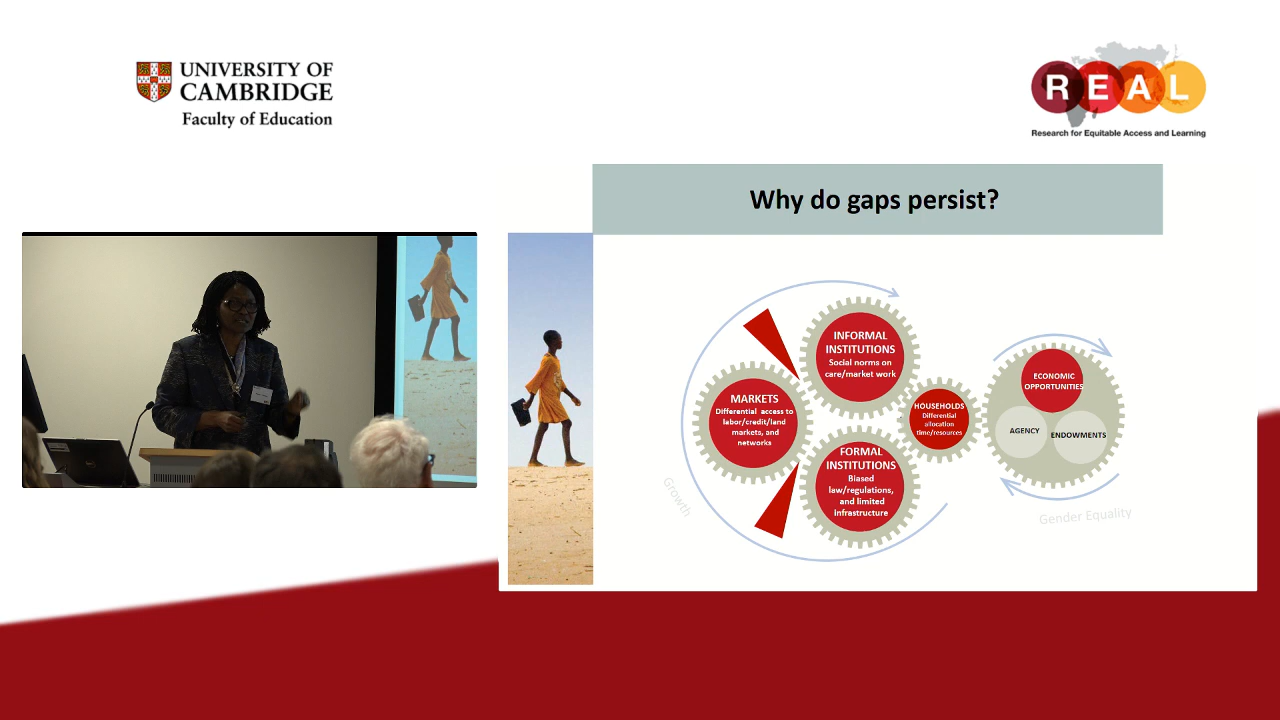 UNIVERSITY OF
CAMBRIDGE
Faculty of Education
REAL
Research for Equitable Access and Learning
Why do gaps persist?
INFORMAL
INSTITUTIONS
Social norms on
care/market work
MARKETS
Differential access to
labor/credit/land
markets, and
networks
HOUSEHOLDS
Differential
allocation
time/resources
FORMAL
INSTITUTIONS
Biased
law/regulations,
and limited
infrastructure
ECONOMIC
OPPORTUNITIES
AGENCY
ENDOWMENTS
Growth
Gender Equality